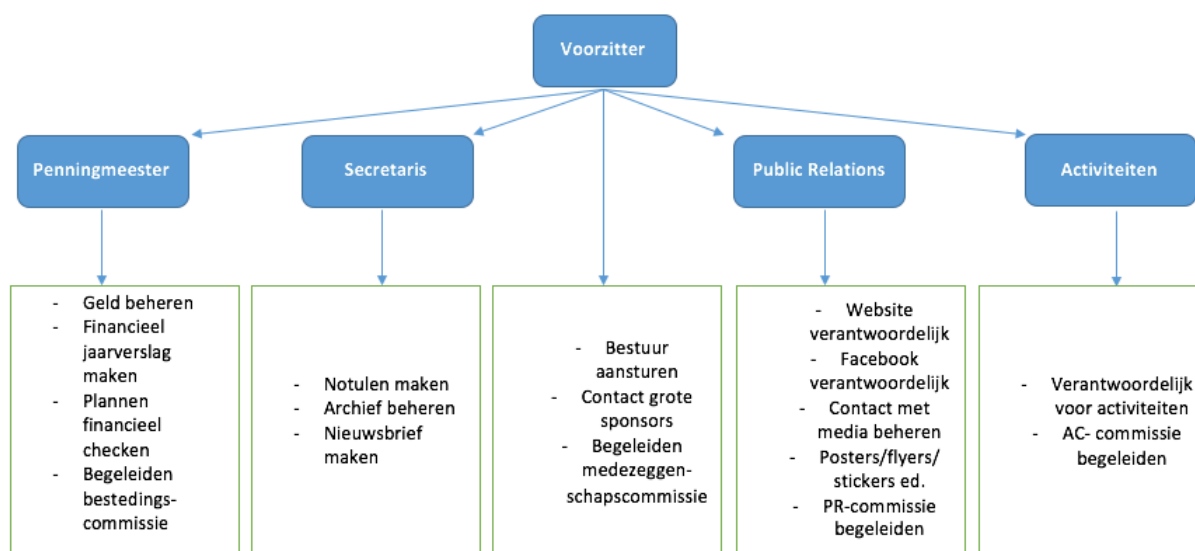 Voorzitter
Penningmeester
Secretaris
Public Relations
Activiteiten
- Geld beheren
- Financieel
jaarverslag
maken
- Plannen
financieel
checken
- Begeleiden
bestedings-
commissie
- Notulen maken
- Archief beheren
- Nieuwsbrief
maken
- Bestuur
aansturen
- Contact grote
sponsors
- Begeleiden
medezeggen-
schapscommissie
- Website
verantwoordelijk
- Facebook
verantwoordelijk
- Contact met
media beheren
- Posters/flyers/
stickers ed.
- PR-commissie
begeleiden
- Verantwoordelijk
voor activiteiten
- AC- commissie
begeleiden